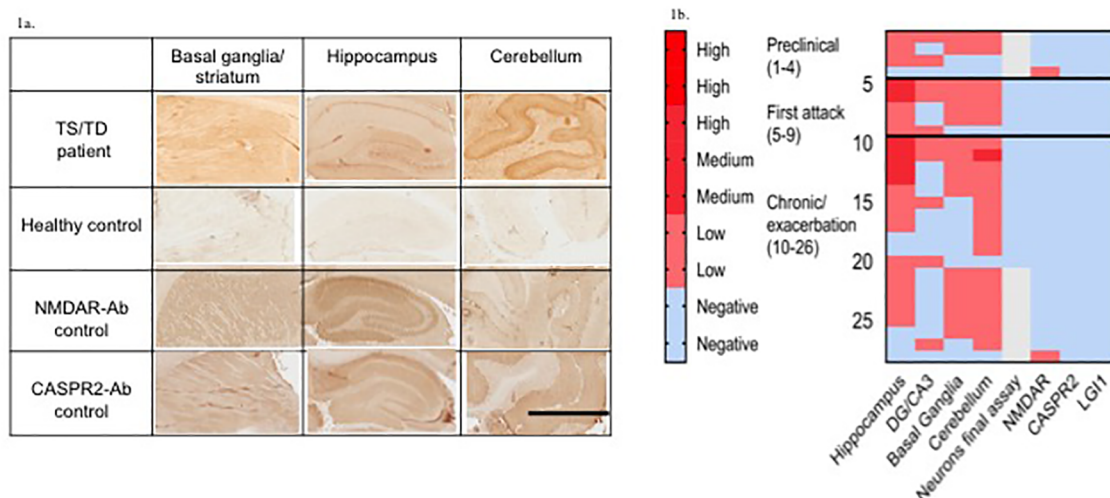 1a.
Basal ganglia/
striatum
Hippocampus
Cerebellum
TS/TD
patient
Healthy control
NMDAR-Ab
control
CASPR2-Ab
control
1b.
High
High
High
Medium
Medium
Low
Low
Negative
Negative
Preclinical
(1-4)
First attack
(5-9)
Chronic/
exacerbation
(10-26)
5
10
15
20
25
Hippocampus
DG/CA3
Basal Ganglia
Cerebellum
Neurons final assay
NMDAR
CASPR2
LGI1